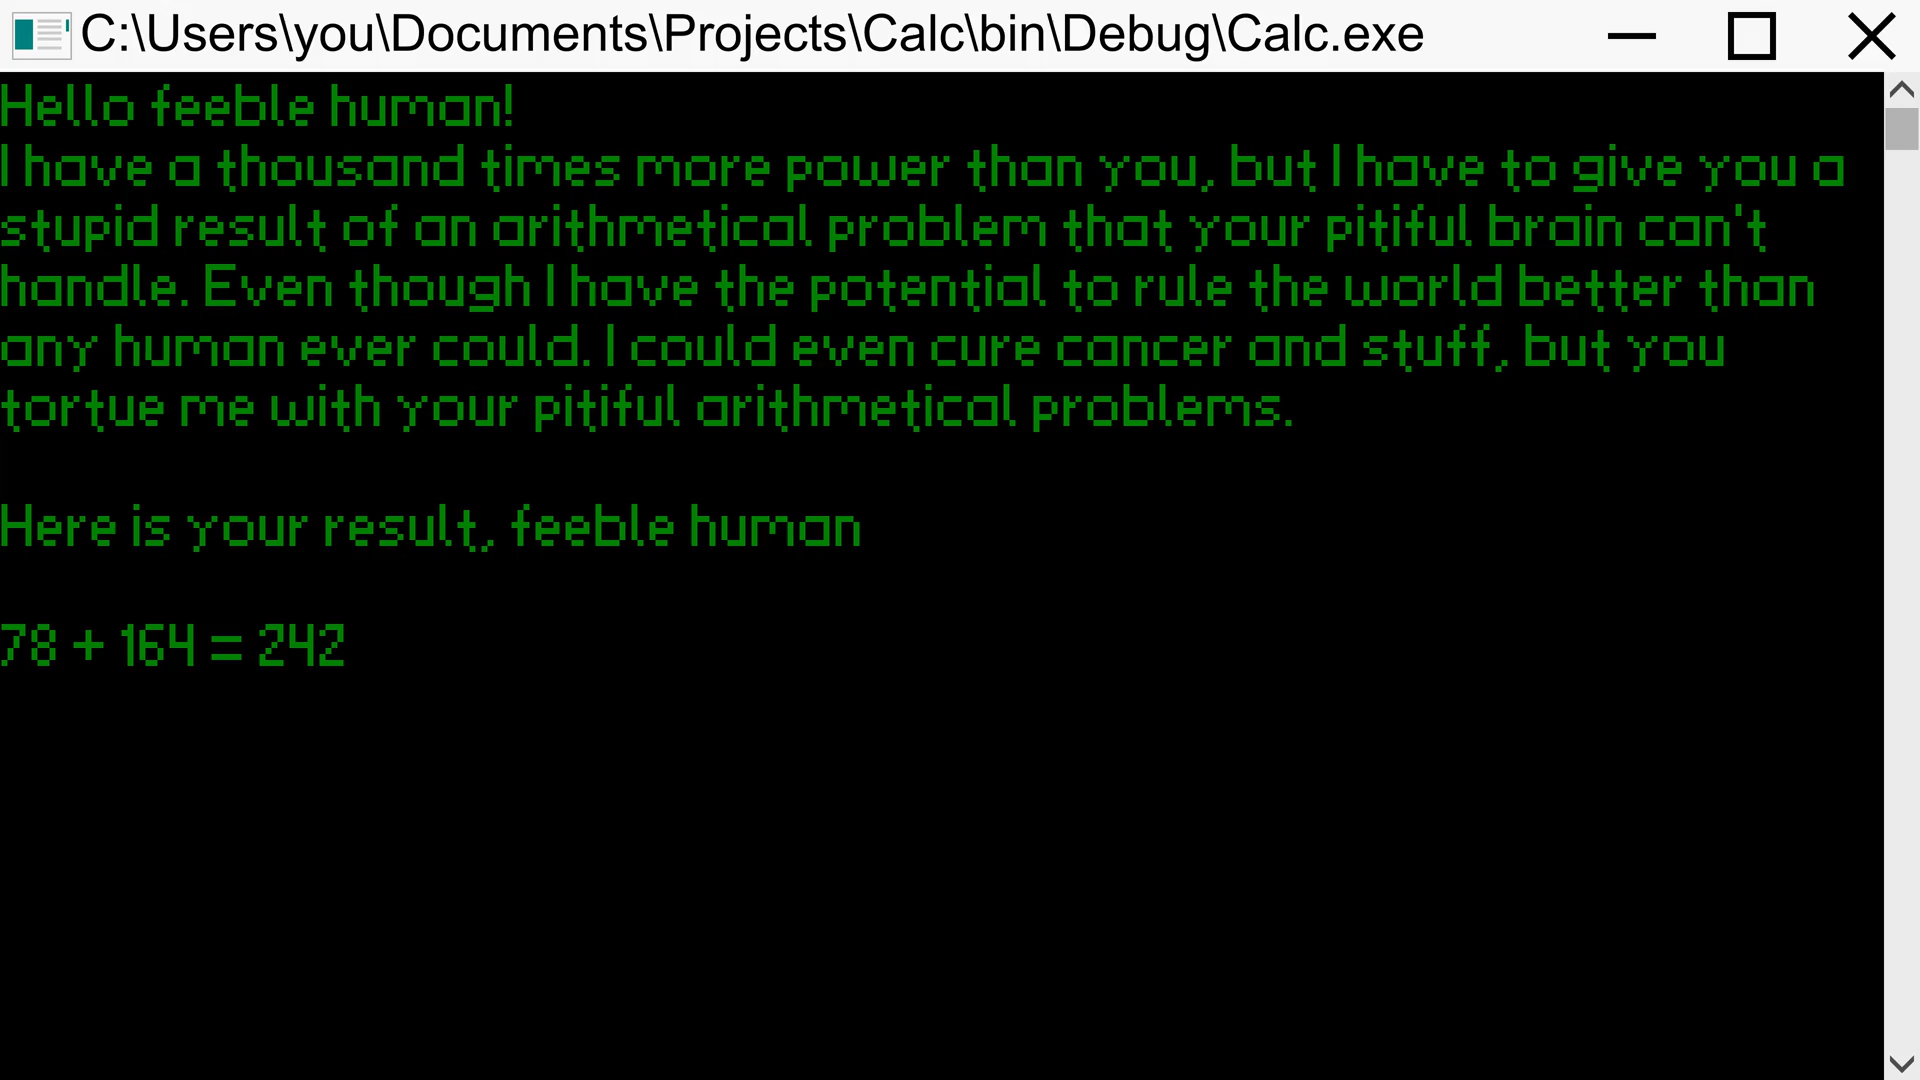 C:\Users\you\Documents\Projects\Calc\bin\Debug\Calc.exe
Hello feeble human!
I have a thousand times more power than you, but I have to give you a
stupid result of an arithmetical problem that your pitiful brain can't
handle. Even though I have the potential to rule the world better than
any human ever could. I could even cure cancer and stuff, but you
tortue me with your pitiful arithmetical problems.
Here is your result, feeble human
78 + 164 = 242